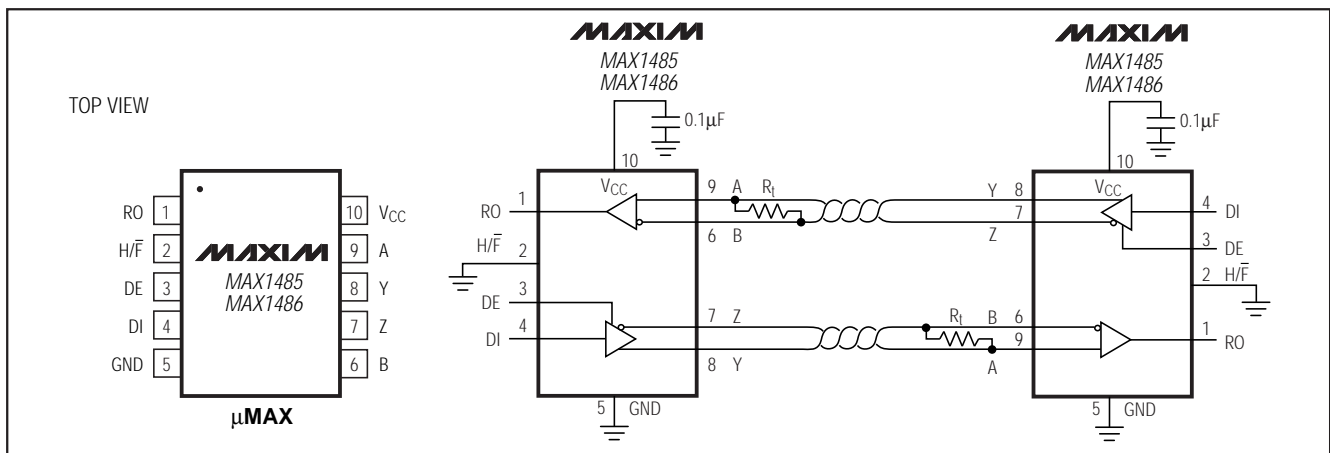 TOP VIEW
RO 1
H/F̅ 2
DE 3
DI 4
GND 5
10 VCC
9 A
8 Y
7 Z
6 B
MAXIM
MAX1485
MAX1486
μMAX
MAXIM
MAX1485
MAX1486
0.1μF
10
VCC
1
RO
H/F̅
2
3
DE
4
DI
5 GND
9 A Rt
6 B
7 Z
8 Y
MAXIM
MAX1485
MAX1486
0.1μF
10
VCC
Y 8
7
Z
4
DI
3
DE
2 H/F̅
Rt B 6
9
A
1
RO
5 GND